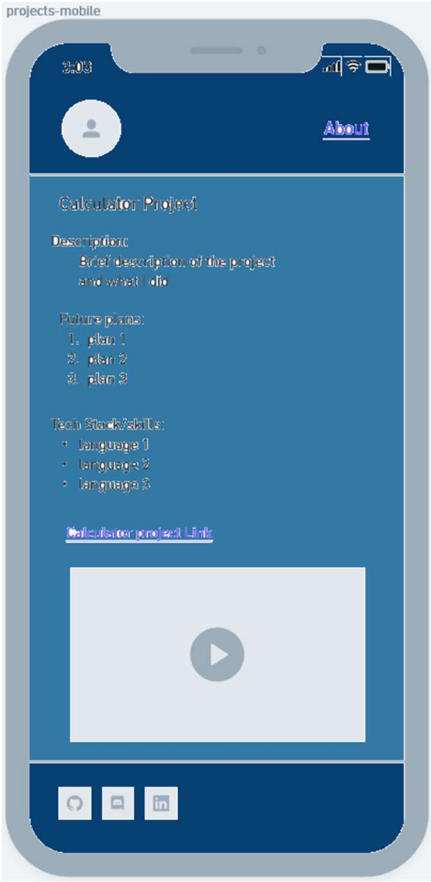 projects-mobile
3:03
About
Calculator Project
Description:
Brief description of the project
and what I did
Future plans:
1. plan 1
2. plan 2
3. plan 3
Tech Stack/skills:
• language 1
• language 2
• language 3
Calculator project Link
in